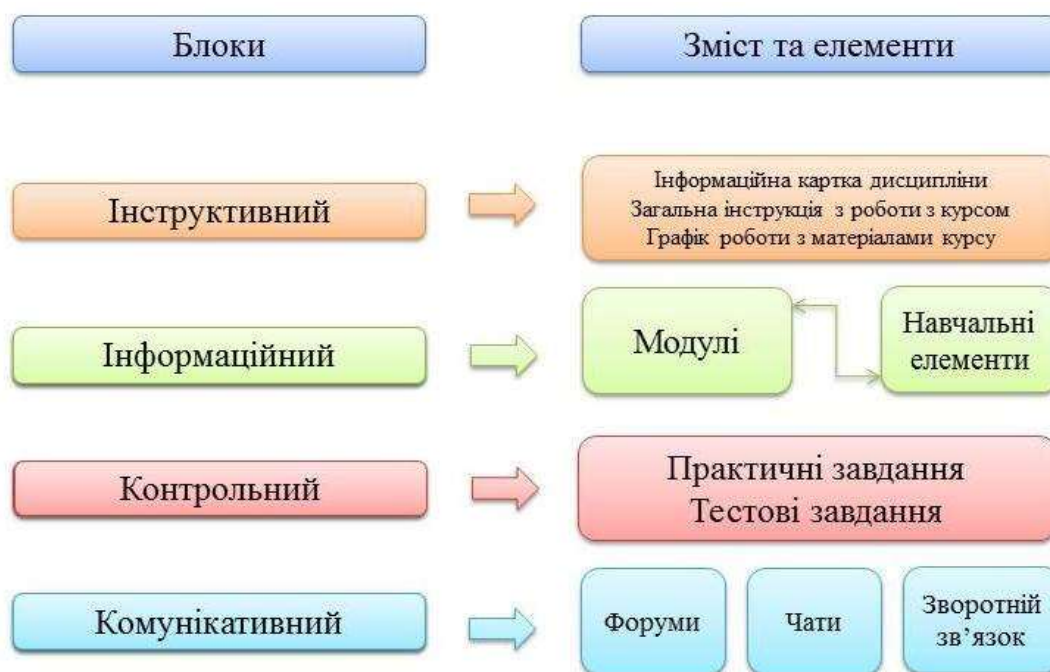 Блоки
Зміст та елементи
Інструктивний
Інформаційна картка дисципліни
Загальна інструкція з роботи з курсом
Графік роботи з матеріалами курсу
Інформаційний
Модулі
Навчальні
елементи
Контрольний
Практичні завдання
Тестові завдання
Комунікативний
Форуми
Чати
Зворотній
зв’язок